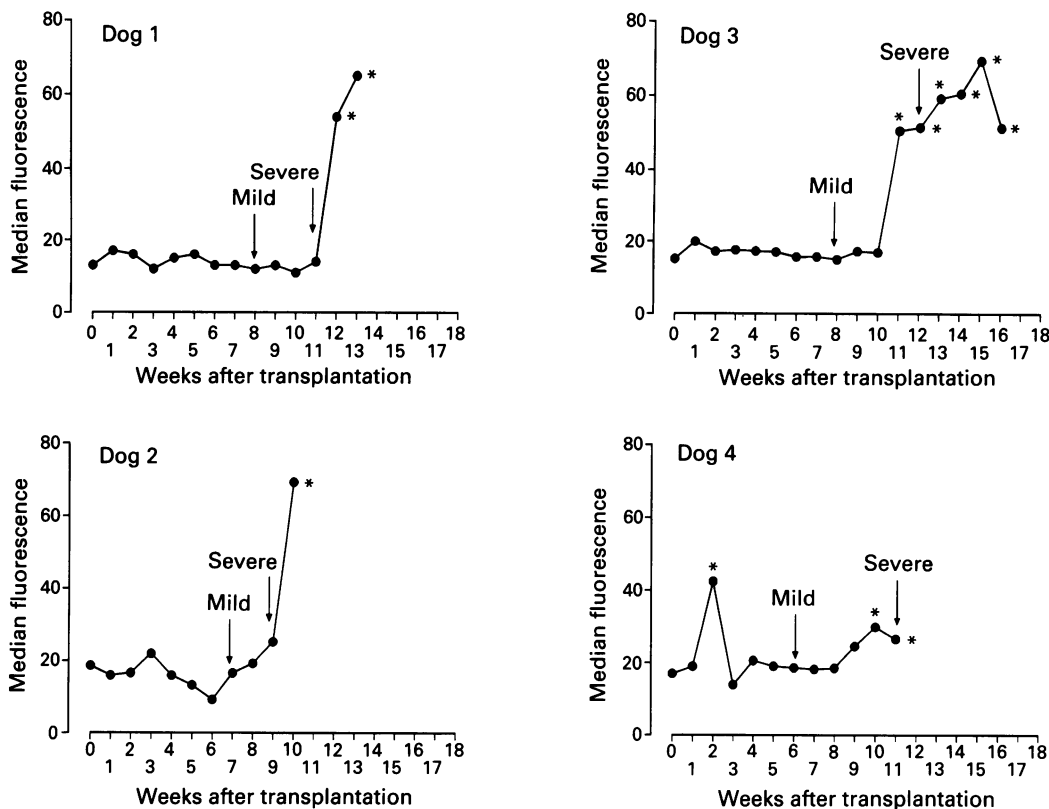 Dog 1
Median fluorescence
80
60
40
20
0
Severe
Mild
*
*
0 2 4 6 8 10 12 14 16 18
1 3 5 7 9 11 13 15 17
Weeks after transplantation
Dog 3
Median fluorescence
80
60
40
20
0
Severe
Mild
*
*
*
*
*
*
0 2 4 6 8 10 12 14 16 18
1 3 5 7 9 11 13 15 17
Weeks after transplantation
Dog 2
Median fluorescence
80
60
40
20
0
Severe
Mild
*
0 2 4 6 8 10 12 14 16 18
1 3 5 7 9 11 13 15 17
Weeks after transplantation
Dog 4
Median fluorescence
80
60
40
20
0
Severe
Mild
*
*
*
0 2 4 6 8 10 12 14 16 18
1 3 5 7 9 11 13 15 17
Weeks after transplantation